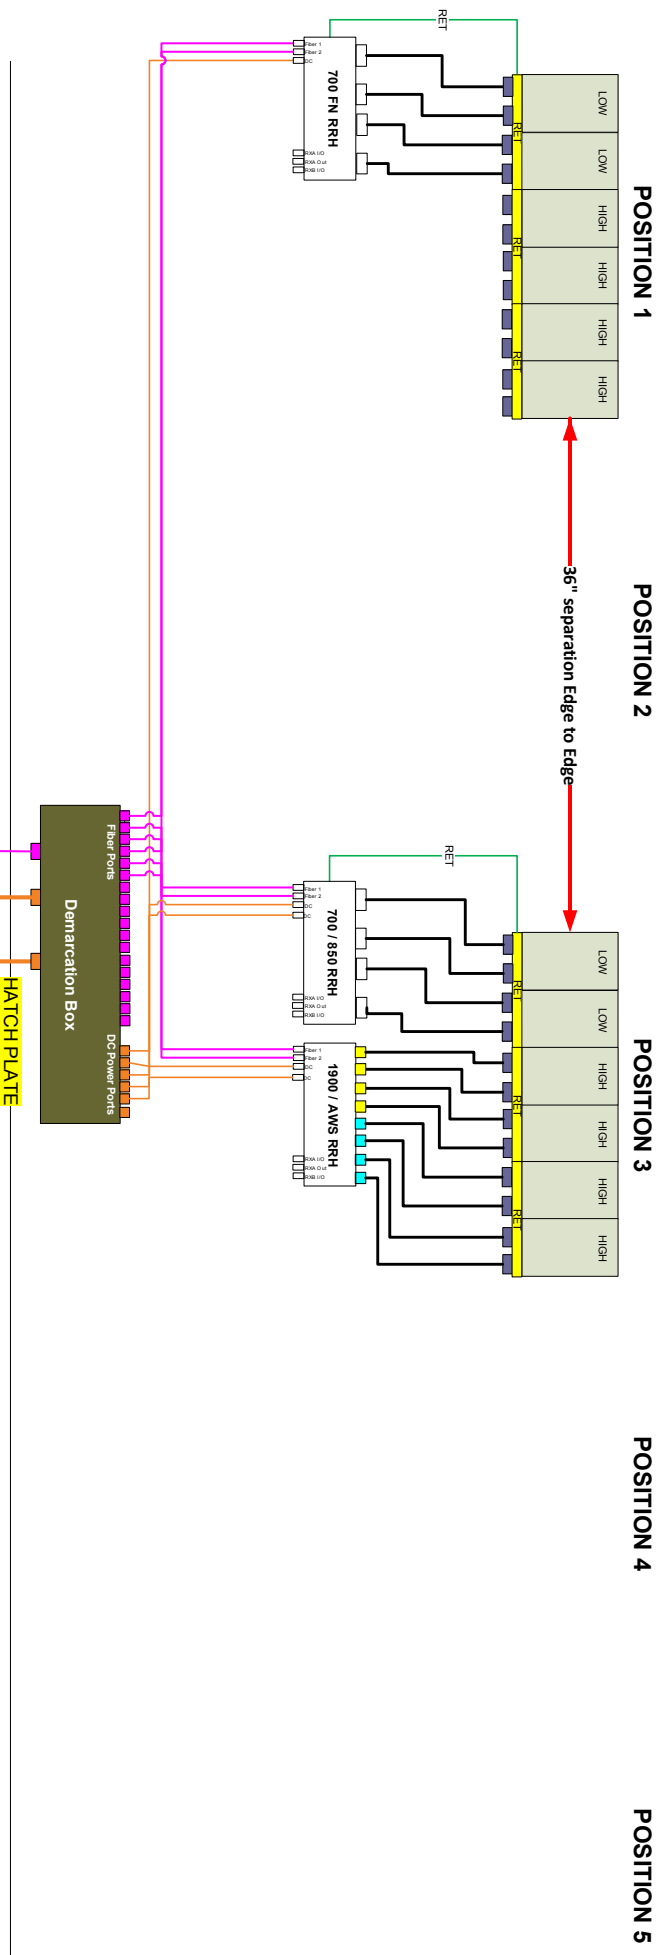 POSITION 1
POSITION 2
POSITION 3
POSITION 4
POSITION 5
LOW
LOW
HIGH
HIGH
HIGH
HIGH
36" separation Edge to Edge
LOW
LOW
HIGH
HIGH
HIGH
HIGH
RET
RET
RET
RET
RET
RET
RET
RET
700 FN RRH
Fiber 1
Fiber 2
DC
RXA I/O
RXA Out
RXB I/O
700 / 850 RRH
Fiber 1
Fiber 2
DC
DC
RXA I/O
RXA Out
RXB I/O
1900 / AWS RRH
Fiber 1
Fiber 2
DC
DC
RXA I/O
RXA Out
RXB I/O
Fiber Ports
DC Power Ports
Demarcation Box
HATCH PLATE